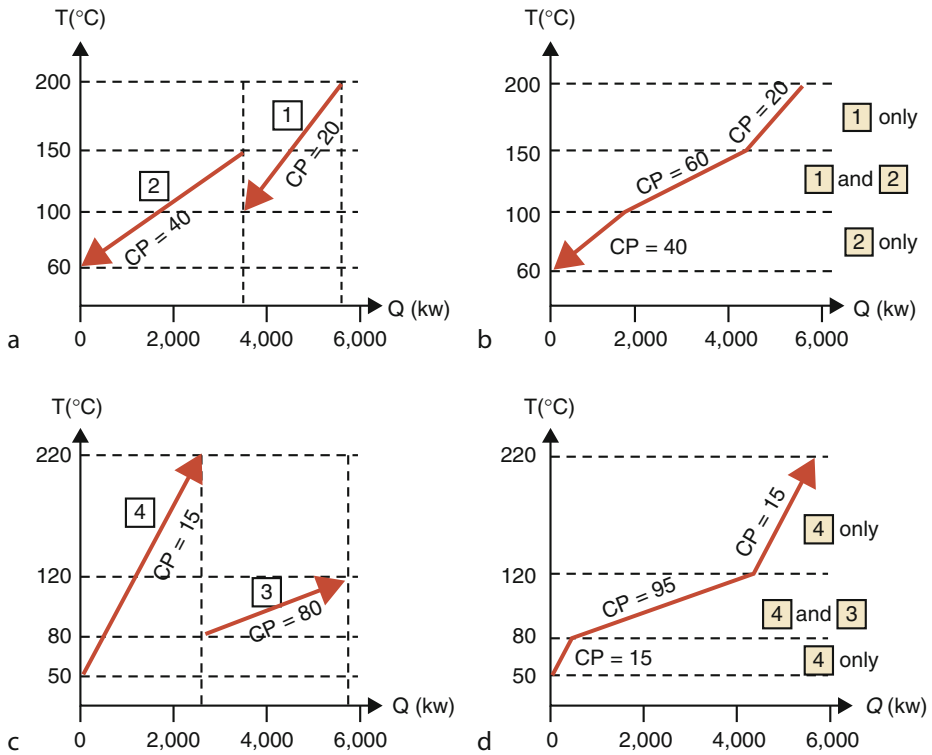 T(°C)
200
1
150
CP = 20
2
100
CP = 40
60
Q (kw)
0 2,000 4,000 6,000
a
T(°C)
200
CP = 20
1 only
150
CP = 60
1 and 2
100
CP = 40
2 only
60
Q (kw)
0 2,000 4,000 6,000
b
T(°C)
220
4
CP = 15
120
3
CP = 80
80
50
Q (kw)
0 2,000 4,000 6,000
c
T(°C)
220
CP = 15
4 only
120
CP = 95
4 and 3
80
CP = 15
4 only
50
Q (kw)
0 2,000 4,000 6,000
d